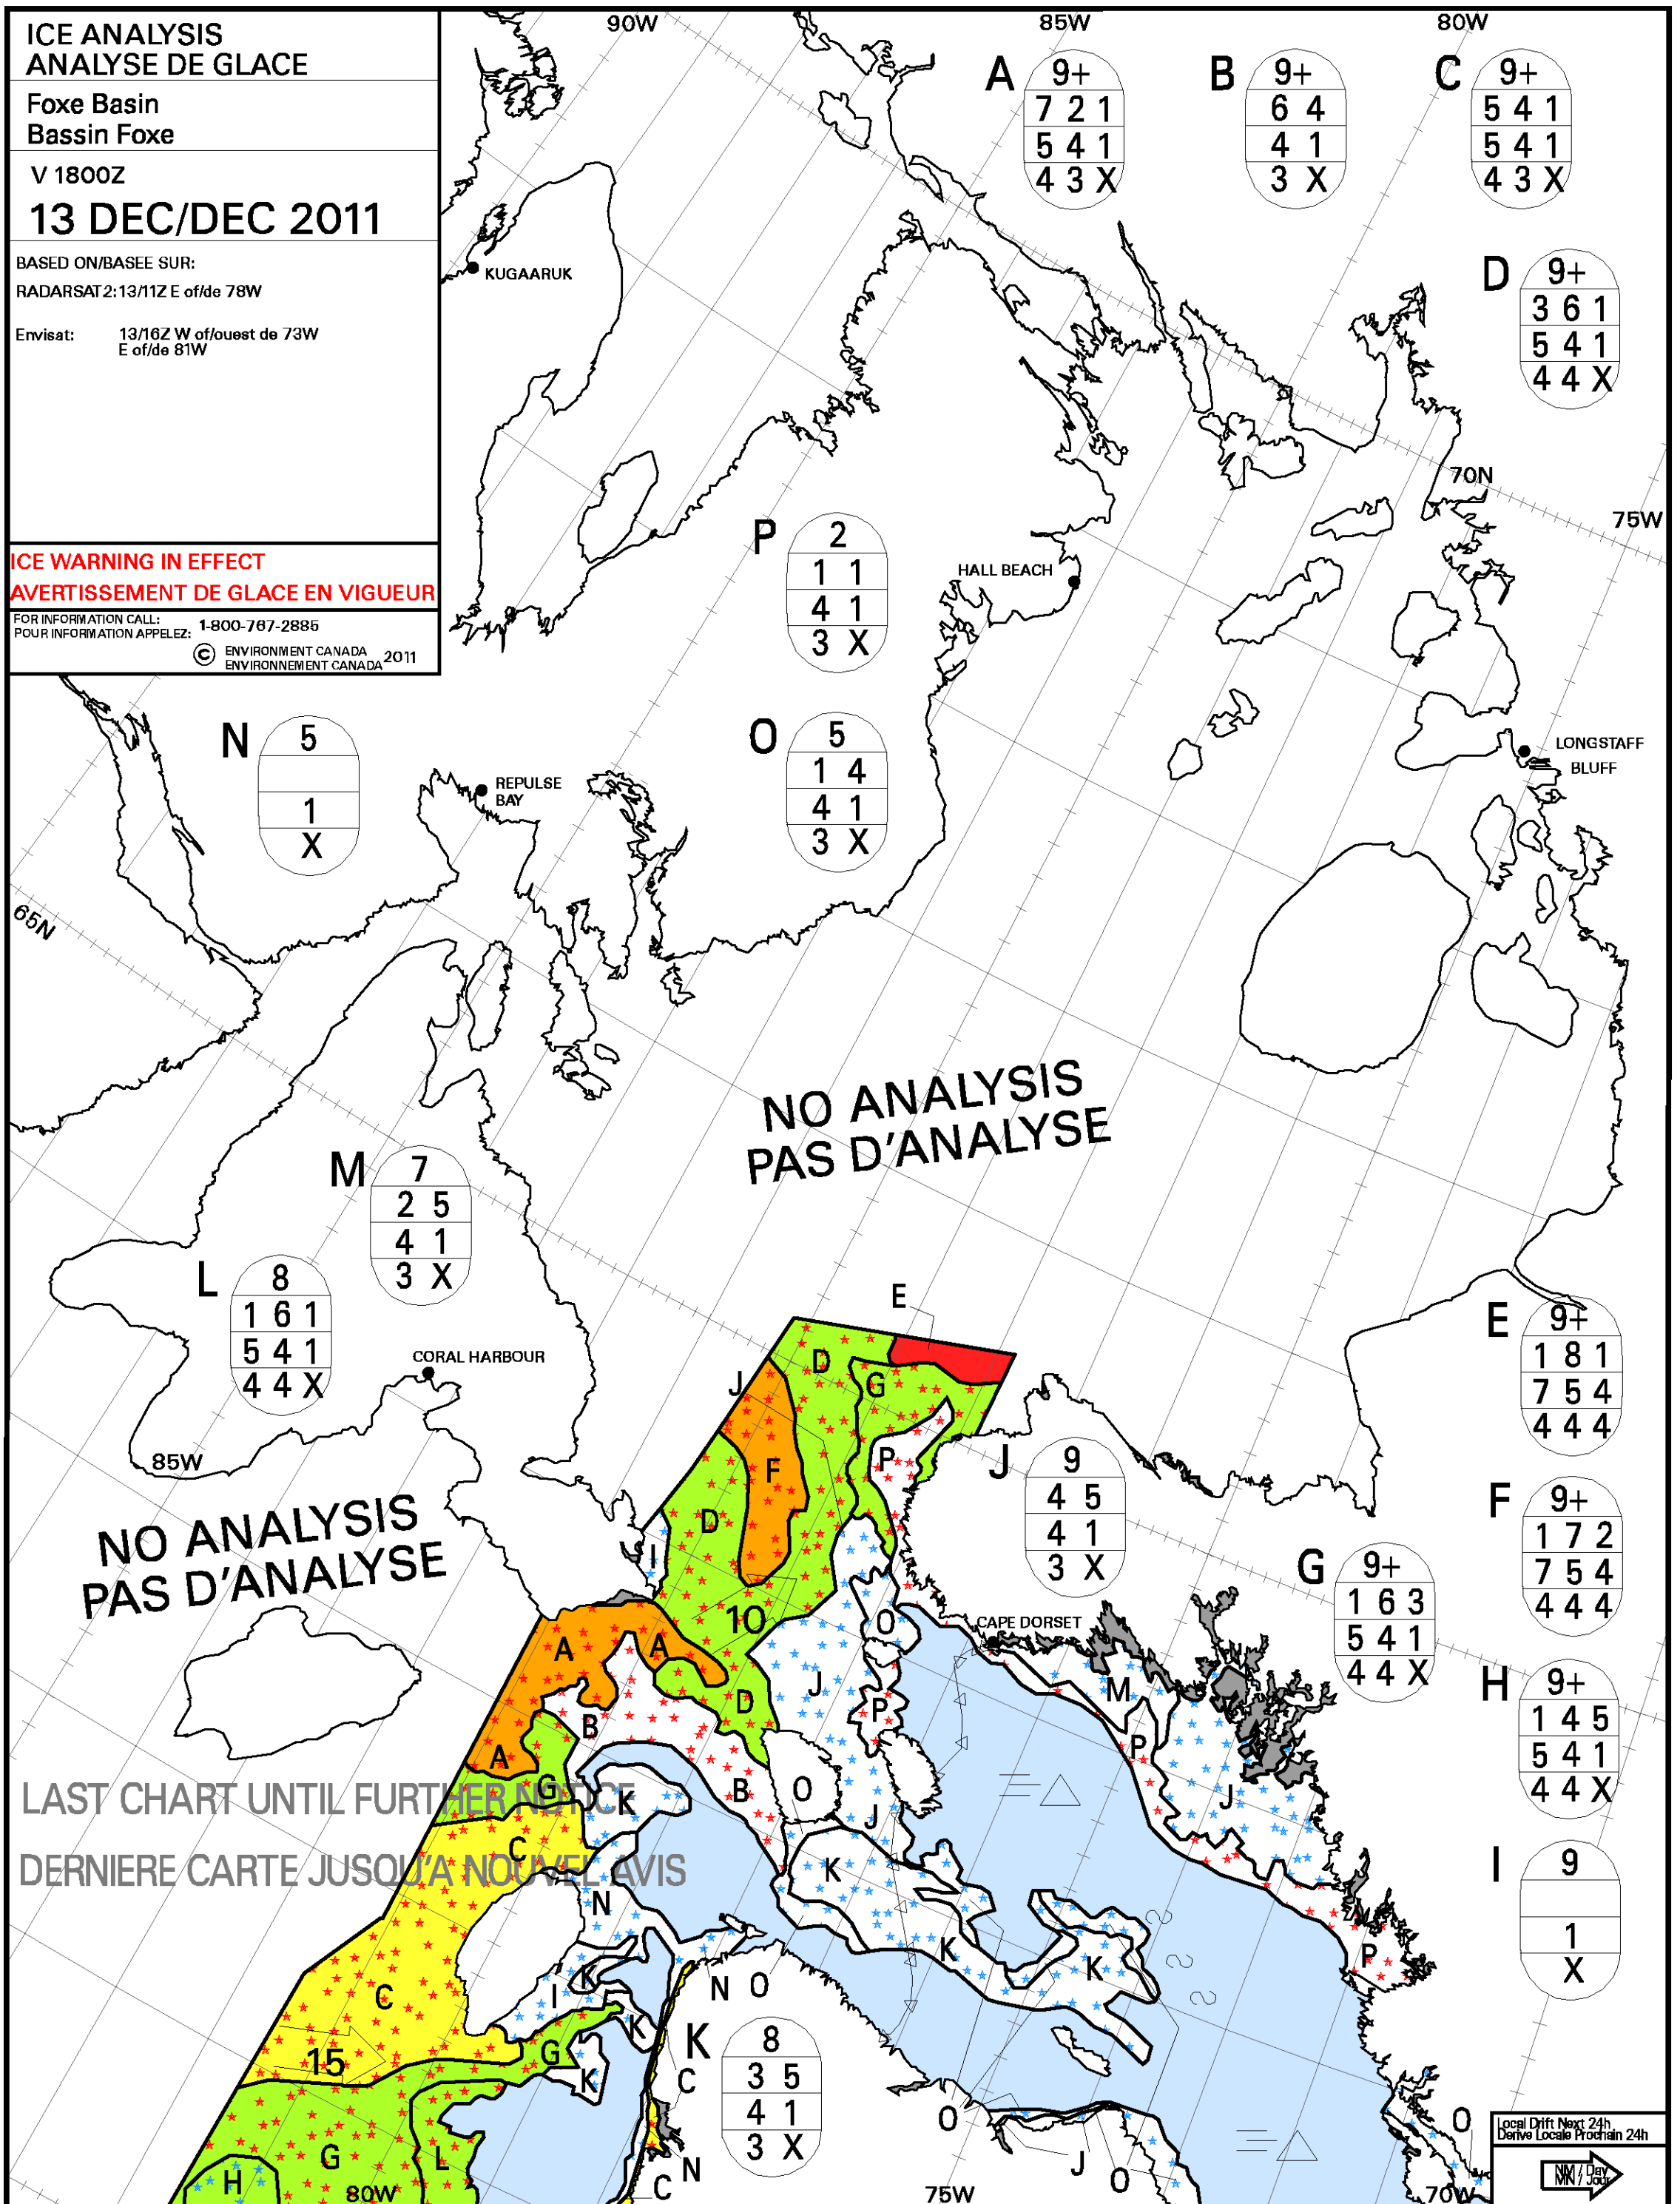 ICE ANALYSIS
ANALYSE DE GLACE
Foxe Basin
Bassin Foxe
V 1800Z
13 DEC/DEC 2011
BASED ON/BASEE SUR:
RADARSAT2: 13/11Z E of/de 78W
Envisat: 13/16Z W of/ouest de 73W
E of/de 81W
ICE WARNING IN EFFECT
AVERTISSEMENT DE GLACE EN VIGUEUR
FOR INFORMATION CALL:
POUR INFORMATION APPELEZ: 1-800-767-2885
© ENVIRONMENT CANADA
ENVIRONNEMENT CANADA 2011
90W
85W
80W
A
9+
7 2 1
5 4 1
4 3 X
B
9+
6 4
4 1
3 X
C
9+
5 4 1
5 4 1
4 3 X
KUGAARUK
D
9+
3 6 1
5 4 1
4 4 X
70N
75W
P
2
1 1
4 1
3 X
HALL BEACH
N
5
1
X
O
5
1 4
4 1
3 X
LONGSTAFF
BLUFF
REPULSE
BAY
65N
NO ANALYSIS
PAS D'ANALYSE
M
7
2 5
4 1
3 X
L
8
1 6 1
5 4 1
4 4 X
CORAL HARBOUR
85W
E
E
9+
1 8 1
7 5 4
4 4 4
D
G
J
F
P
D
I
J
9
4 5
4 1
3 X
F
9+
1 7 2
7 5 4
4 4 4
NO ANALYSIS
PAS D'ANALYSE
G
9+
1 6 3
5 4 1
4 4 X
10
O
CAPE DORSET
A
A
D
J
P
M
H
9+
1 4 5
5 4 1
4 4 X
B
P
A
G
K
B
O
J
J
LAST CHART UNTIL FURTHER NOTICE
DERNIERE CARTE JUSQU'A NOUVEL AVIS
C
K
N
I
9
1
X
K
K
P
C
I
K
N
O
K
15
G
K
C
K
8
3 5
4 1
3 X
O
O
G
L
N
J
O
H
C
80W
75W
70W
Local Drift Next 24h
Derive Locale Prochain 24h
NM / Day
MN / Jour